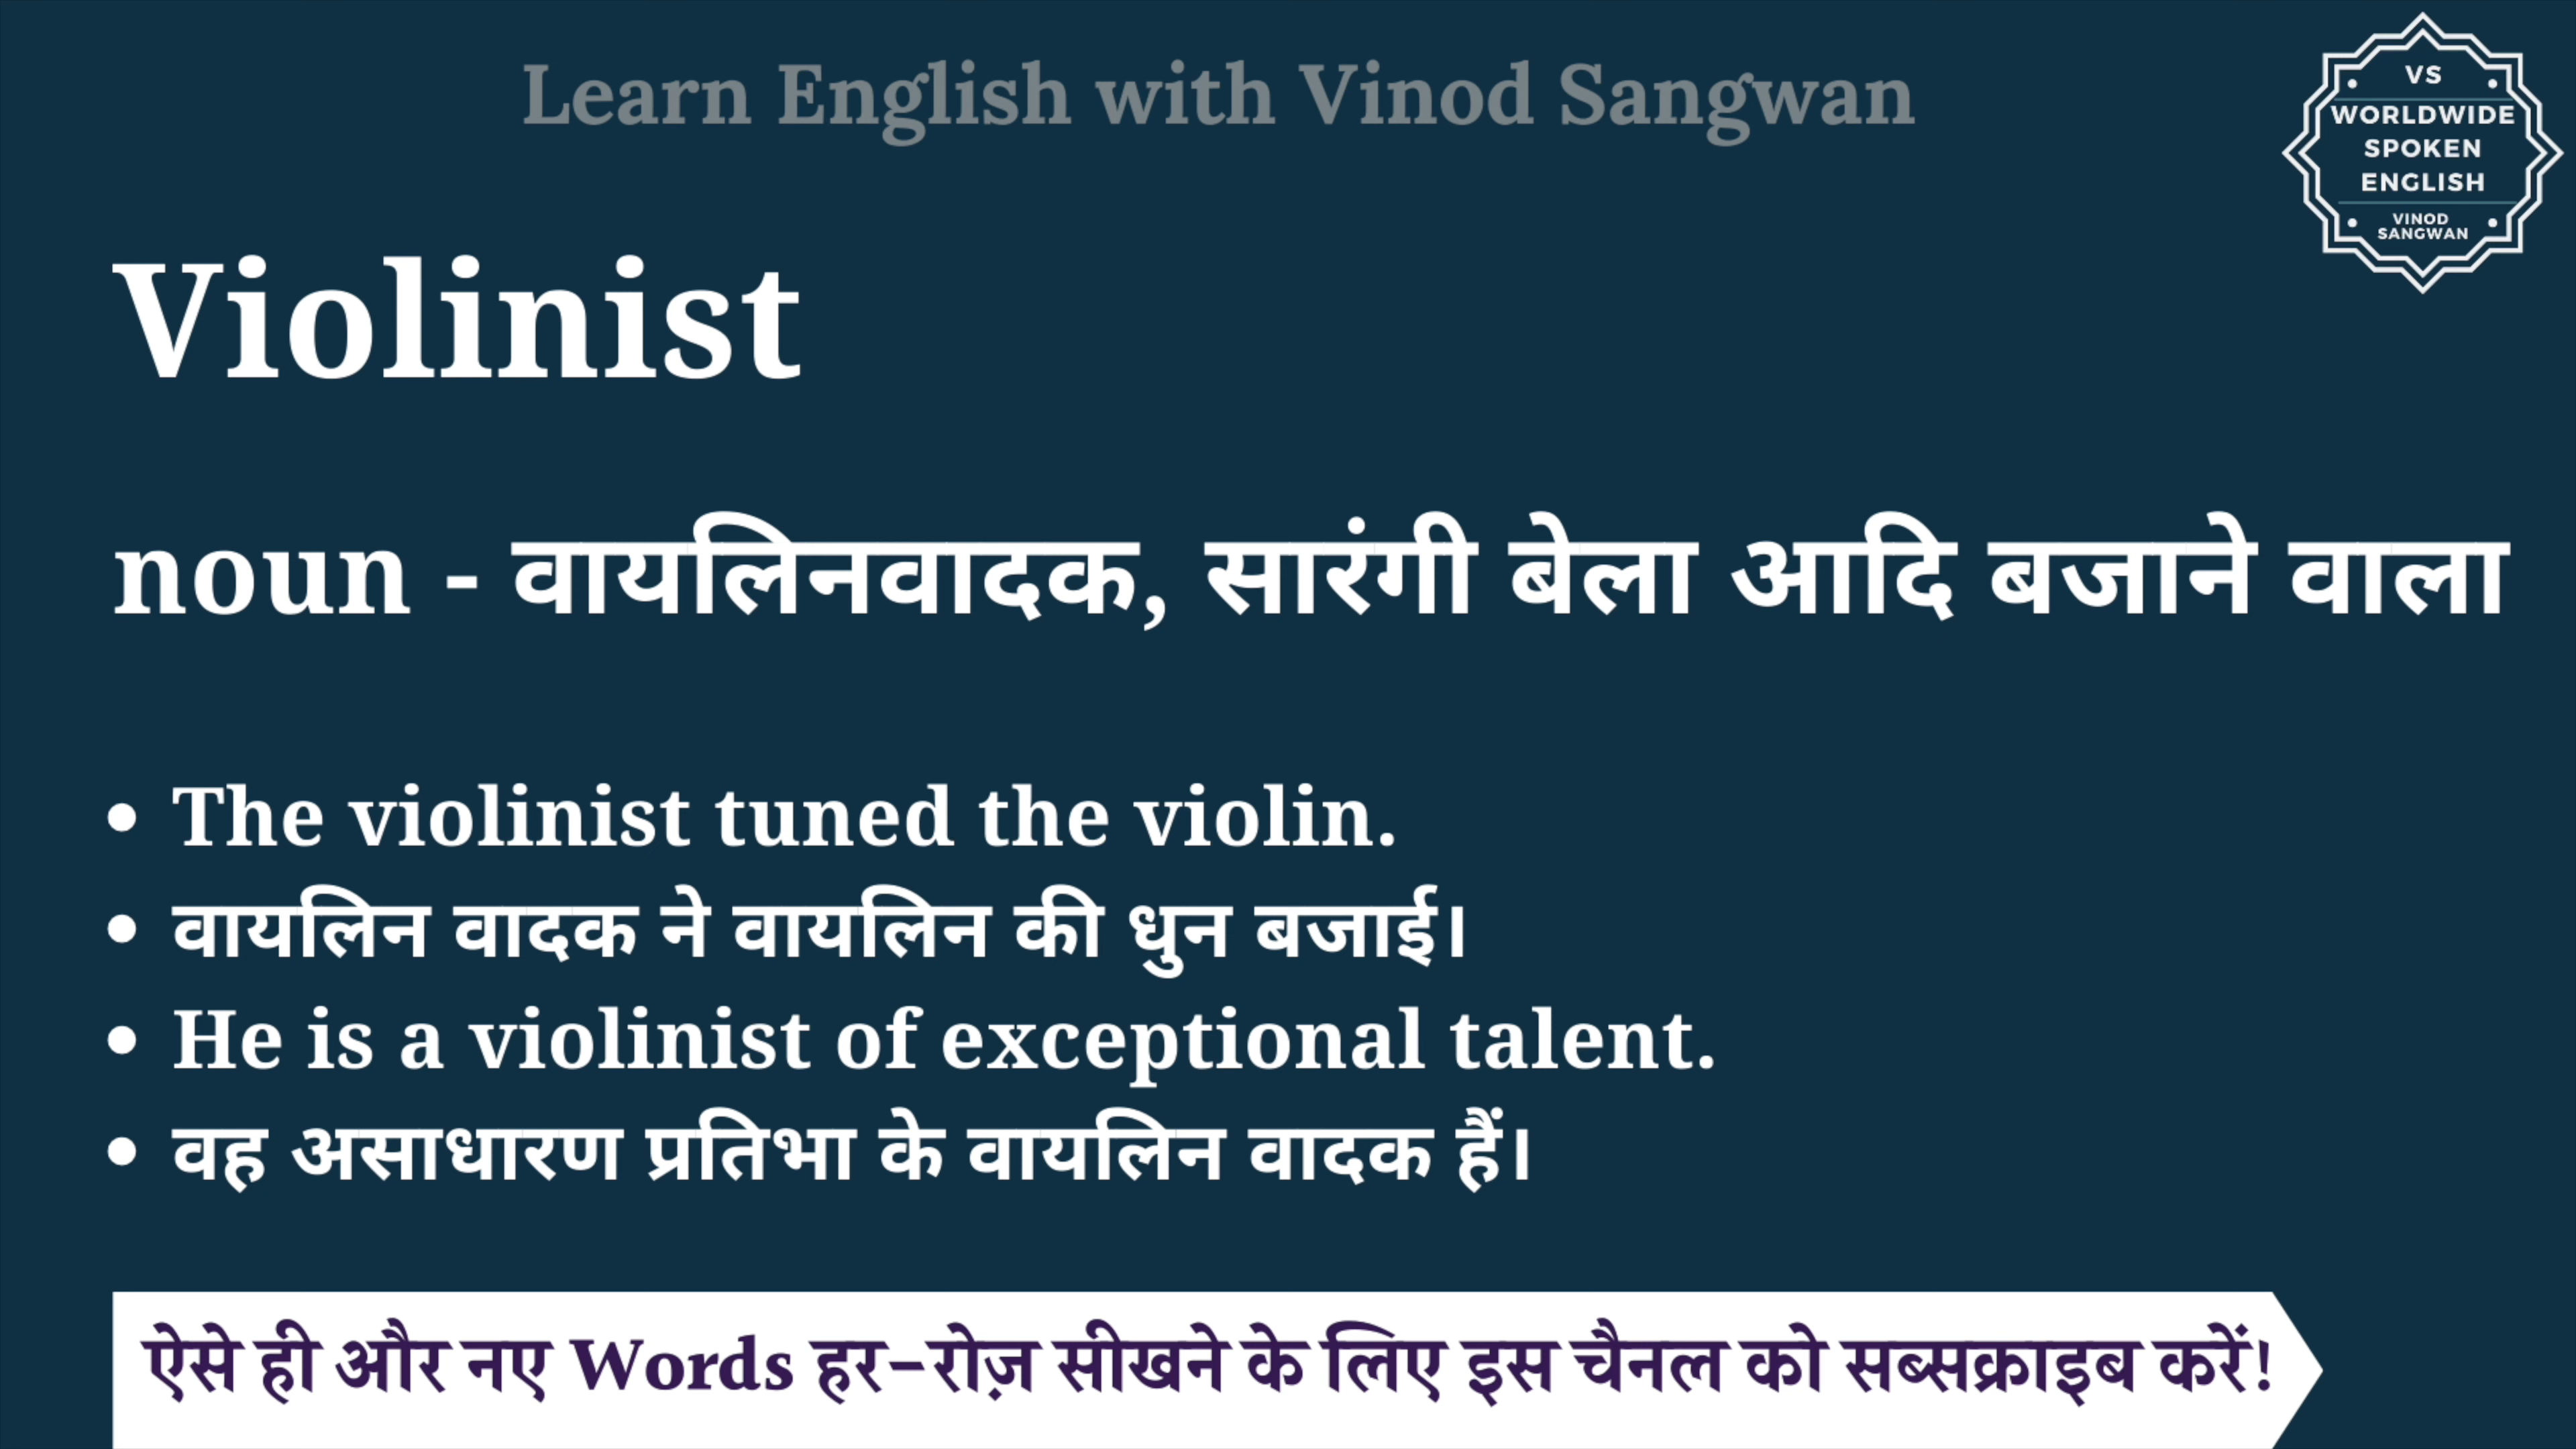 Learn English with Vinod Sangwan
VS
WORLDWIDE
SPOKEN
ENGLISH
VINOD
SANGWAN
Violinist
noun - वायलिनवादक, सारंगी बेला आदि बजाने वाला
• The violinist tuned the violin.
• वायलिन वादक ने वायलिन की धुन बजाई।
• He is a violinist of exceptional talent.
• वह असाधारण प्रतिभा के वायलिन वादक हैं।
ऐसे ही और नए Words हर-रोज़ सीखने के लिए इस चैनल को सब्सक्राइब करें!